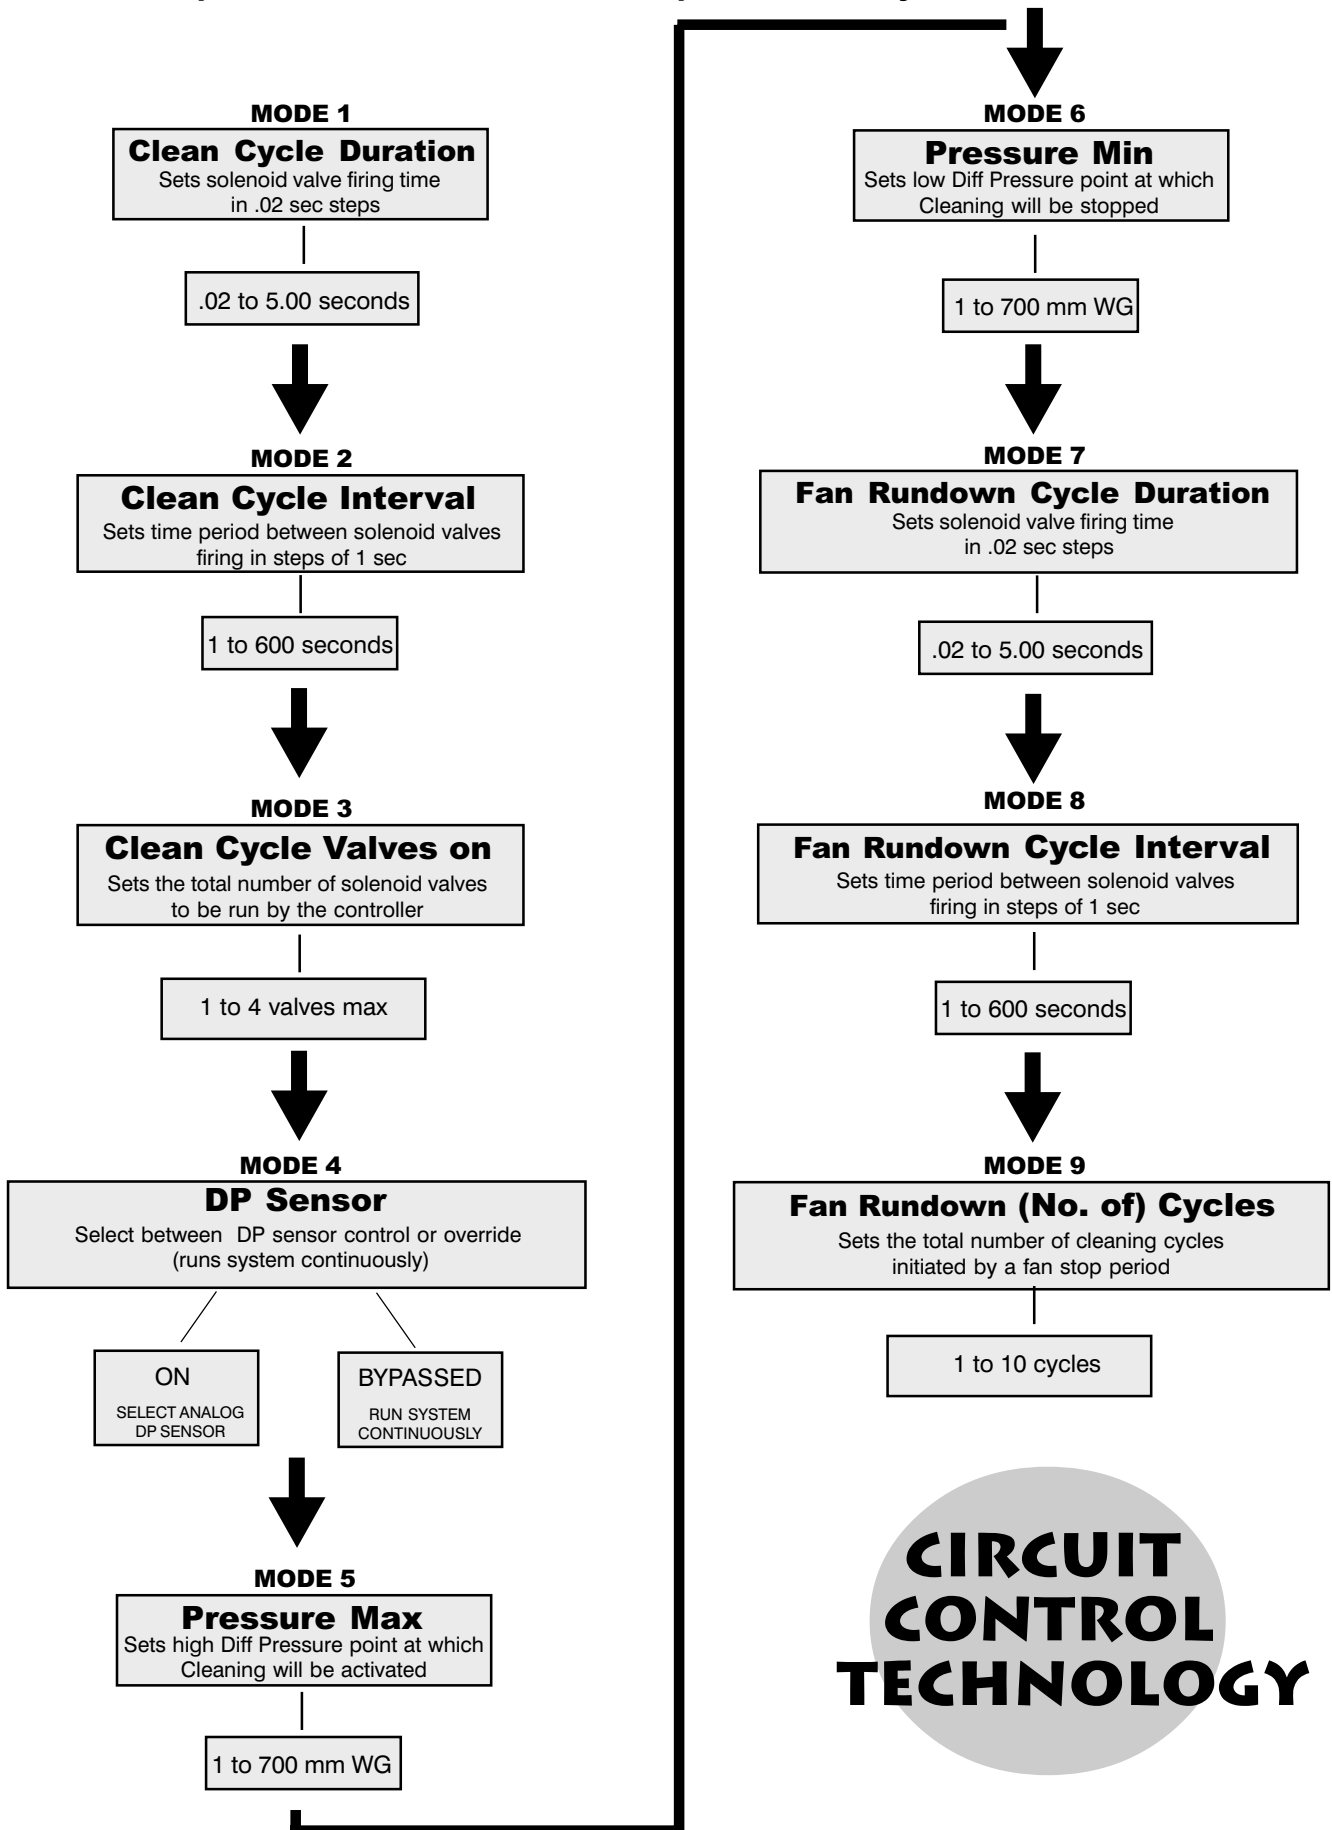 MODE 1
Clean Cycle Duration
Sets solenoid valve firing time
in .02 sec steps
.02 to 5.00 seconds
MODE 2
Clean Cycle Interval
Sets time period between solenoid valves
firing in steps of 1 sec
1 to 600 seconds
MODE 3
Clean Cycle Valves on
Sets the total number of solenoid valves
to be run by the controller
1 to 4 valves max
MODE 4
DP Sensor
Select between DP sensor control or override
(runs system continuously)
ON
SELECT ANALOG
DP SENSOR
BYPASSED
RUN SYSTEM
CONTINUOUSLY
MODE 5
Pressure Max
Sets high Diff Pressure point at which
Cleaning will be activated
1 to 700 mm WG
MODE 6
Pressure Min
Sets low Diff Pressure point at which
Cleaning will be stopped
1 to 700 mm WG
MODE 7
Fan Rundown Cycle Duration
Sets solenoid valve firing time
in .02 sec steps
.02 to 5.00 seconds
MODE 8
Fan Rundown Cycle Interval
Sets time period between solenoid valves
firing in steps of 1 sec
1 to 600 seconds
MODE 9
Fan Rundown (No. of) Cycles
Sets the total number of cleaning cycles
initiated by a fan stop period
1 to 10 cycles
CIRCUIT
CONTROL
TECHNOLOGY